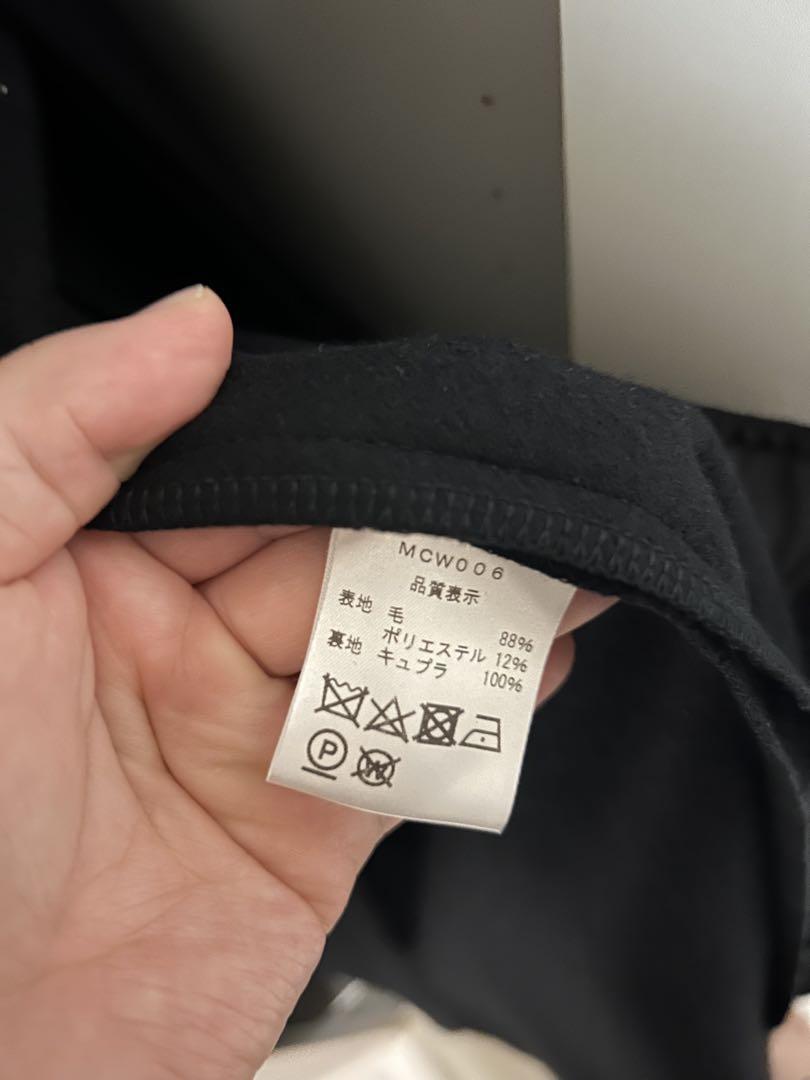 MCW006
品質表示
表地 毛 88%
ポリエステル 12%
裏地 キュプラ 100%
P
W